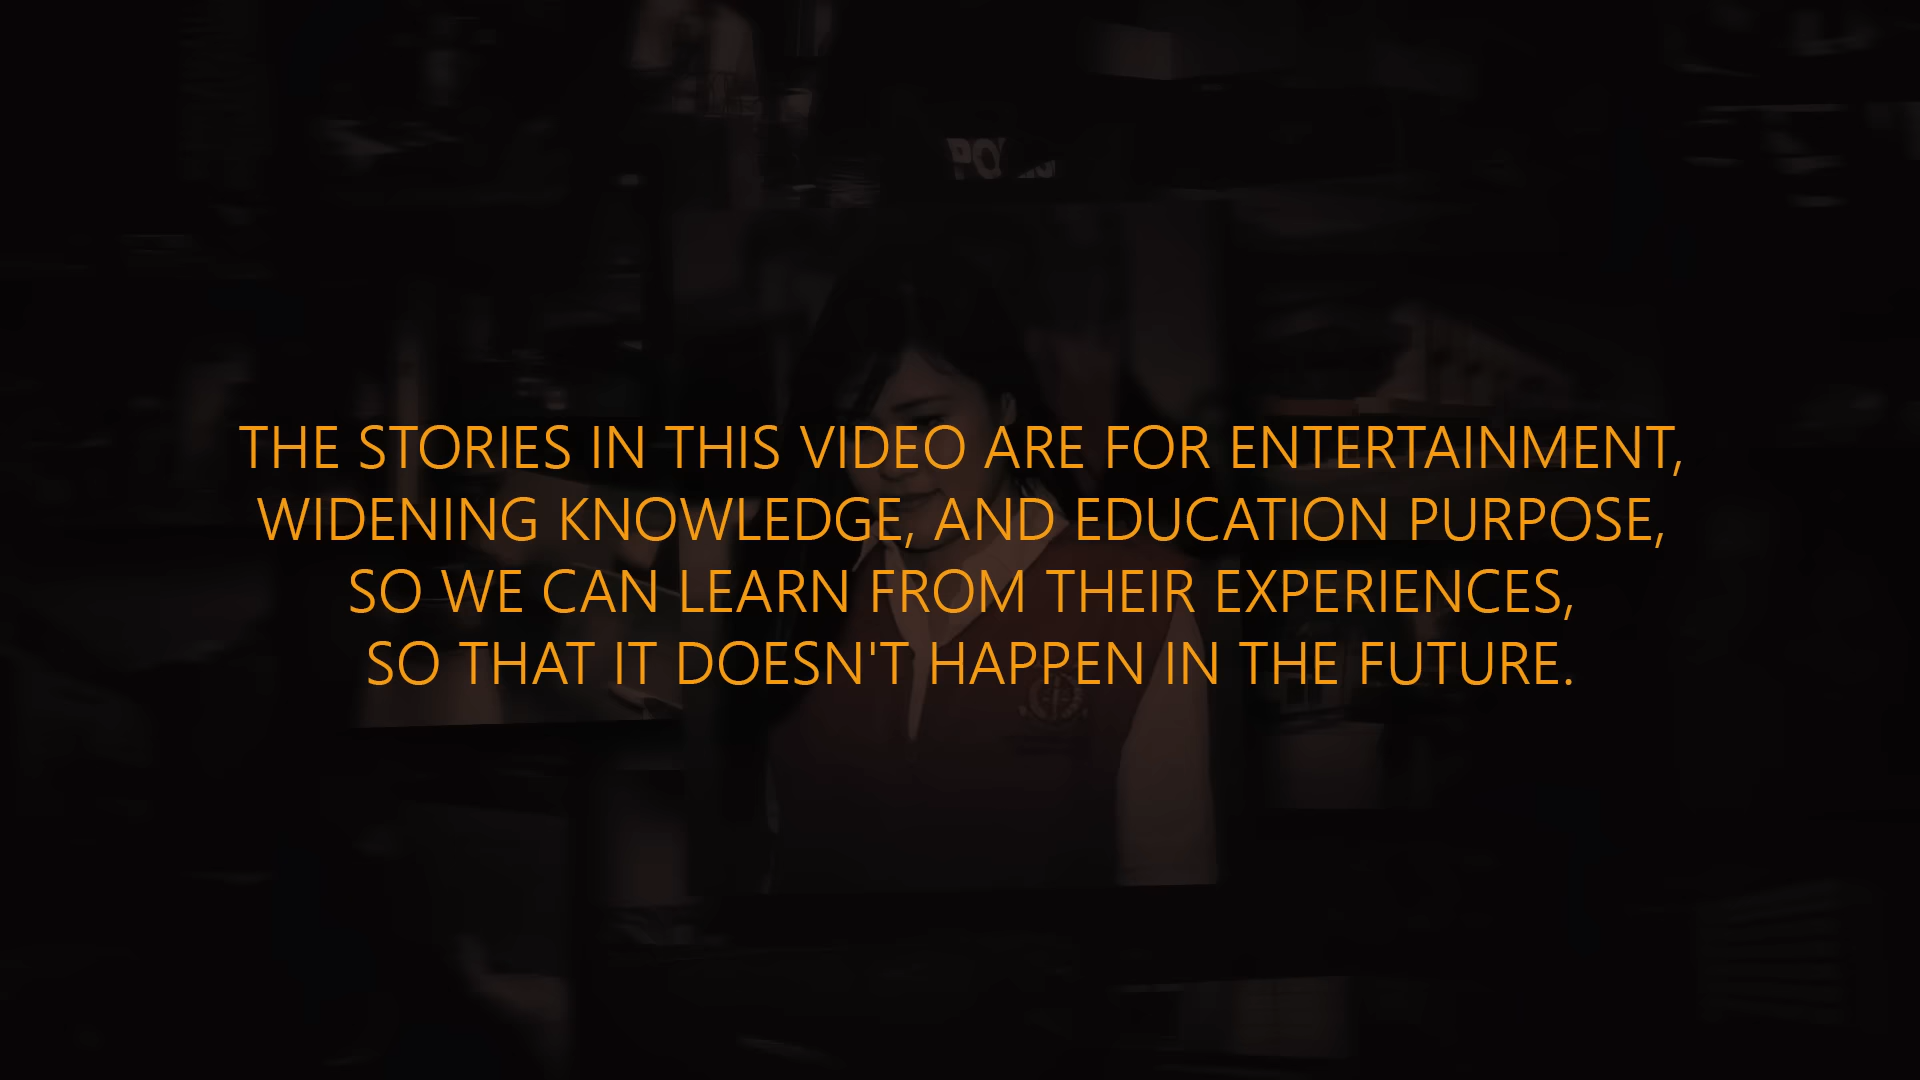 THE STORIES IN THIS VIDEO ARE FOR ENTERTAINMENT,
WIDENING KNOWLEDGE, AND EDUCATION PURPOSE,
SO WE CAN LEARN FROM THEIR EXPERIENCES,
SO THAT IT DOESN'T HAPPEN IN THE FUTURE.